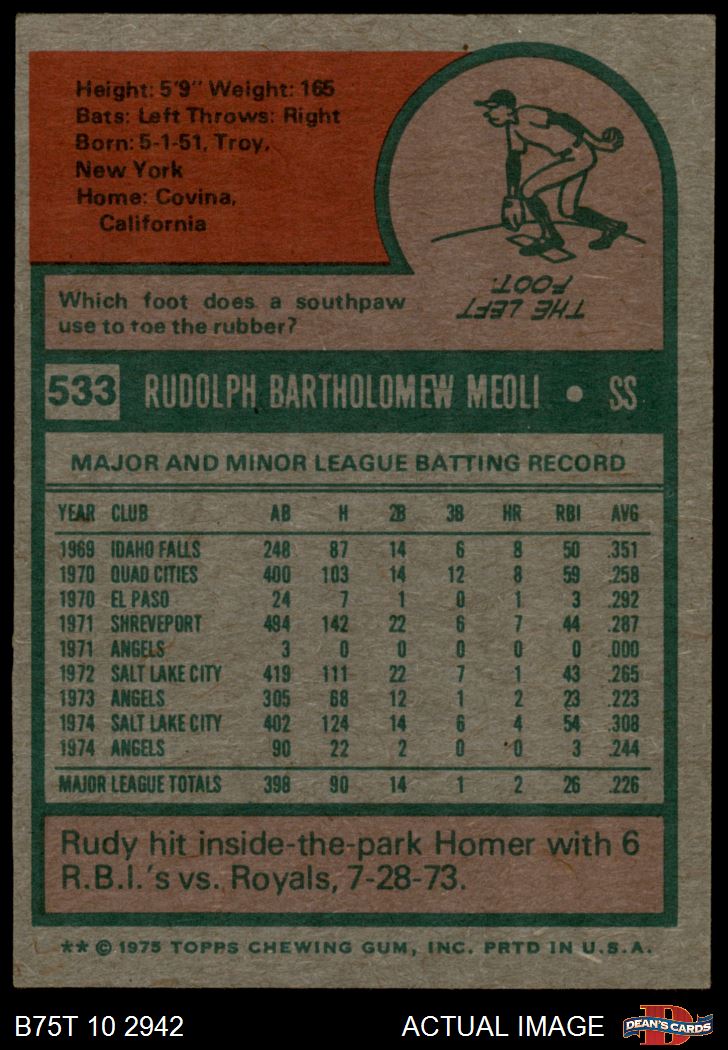 Height: 5'9" Weight: 165
Bats: Left Throws: Right
Born: 5-1-51, Troy,
New York
Home: Covina,
California
Which foot does a southpaw
use to toe the rubber?
THE LEFT
FOOT.
533 RUDOLPH BARTHOLOMEW MEOLI • SS
MAJOR AND MINOR LEAGUE BATTING RECORD
YEAR CLUB AB H 2B 3B HR RBI AVG
1969 IDAHO FALLS 248 87 14 6 8 50 .351
1970 QUAD CITIES 400 103 14 12 8 59 .258
1970 EL PASO 24 7 1 0 1 3 .292
1971 SHREVEPORT 494 142 22 6 7 44 .287
1971 ANGELS 3 0 0 0 0 0 .000
1972 SALT LAKE CITY 419 111 22 7 1 43 .265
1973 ANGELS 305 68 12 1 2 23 .223
1974 SALT LAKE CITY 402 124 14 6 4 54 .308
1974 ANGELS 90 22 2 0 0 3 .244
MAJOR LEAGUE TOTALS 398 90 14 1 2 26 .226
Rudy hit inside-the-park Homer with 6
R.B.I.'s vs. Royals, 7-28-73.
** © 1975 TOPPS CHEWING GUM, INC. PRTD IN U.S.A.
B75T 10 2942 ACTUAL IMAGE
D
DEAN'S CARDS